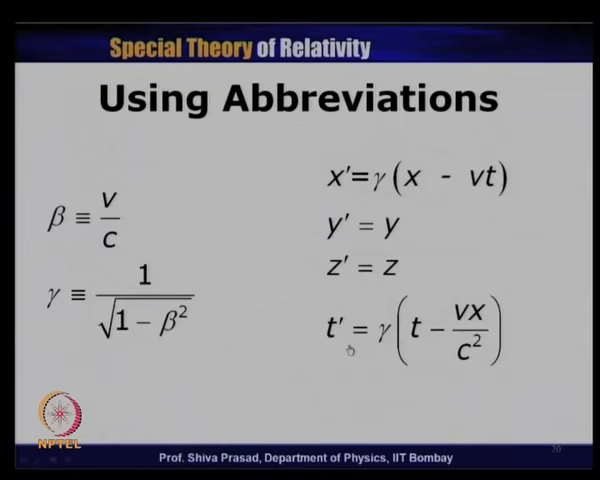 Special Theory of Relativity
Using Abbreviations
β ≡ v/c
γ ≡ 1/√(1 − β²)
x′=γ(x - vt)
y′ = y
z′ = z
t′ = γ(t − vx/c²)
NPTEL
Prof. Shiva Prasad, Department of Physics, IIT Bombay
20